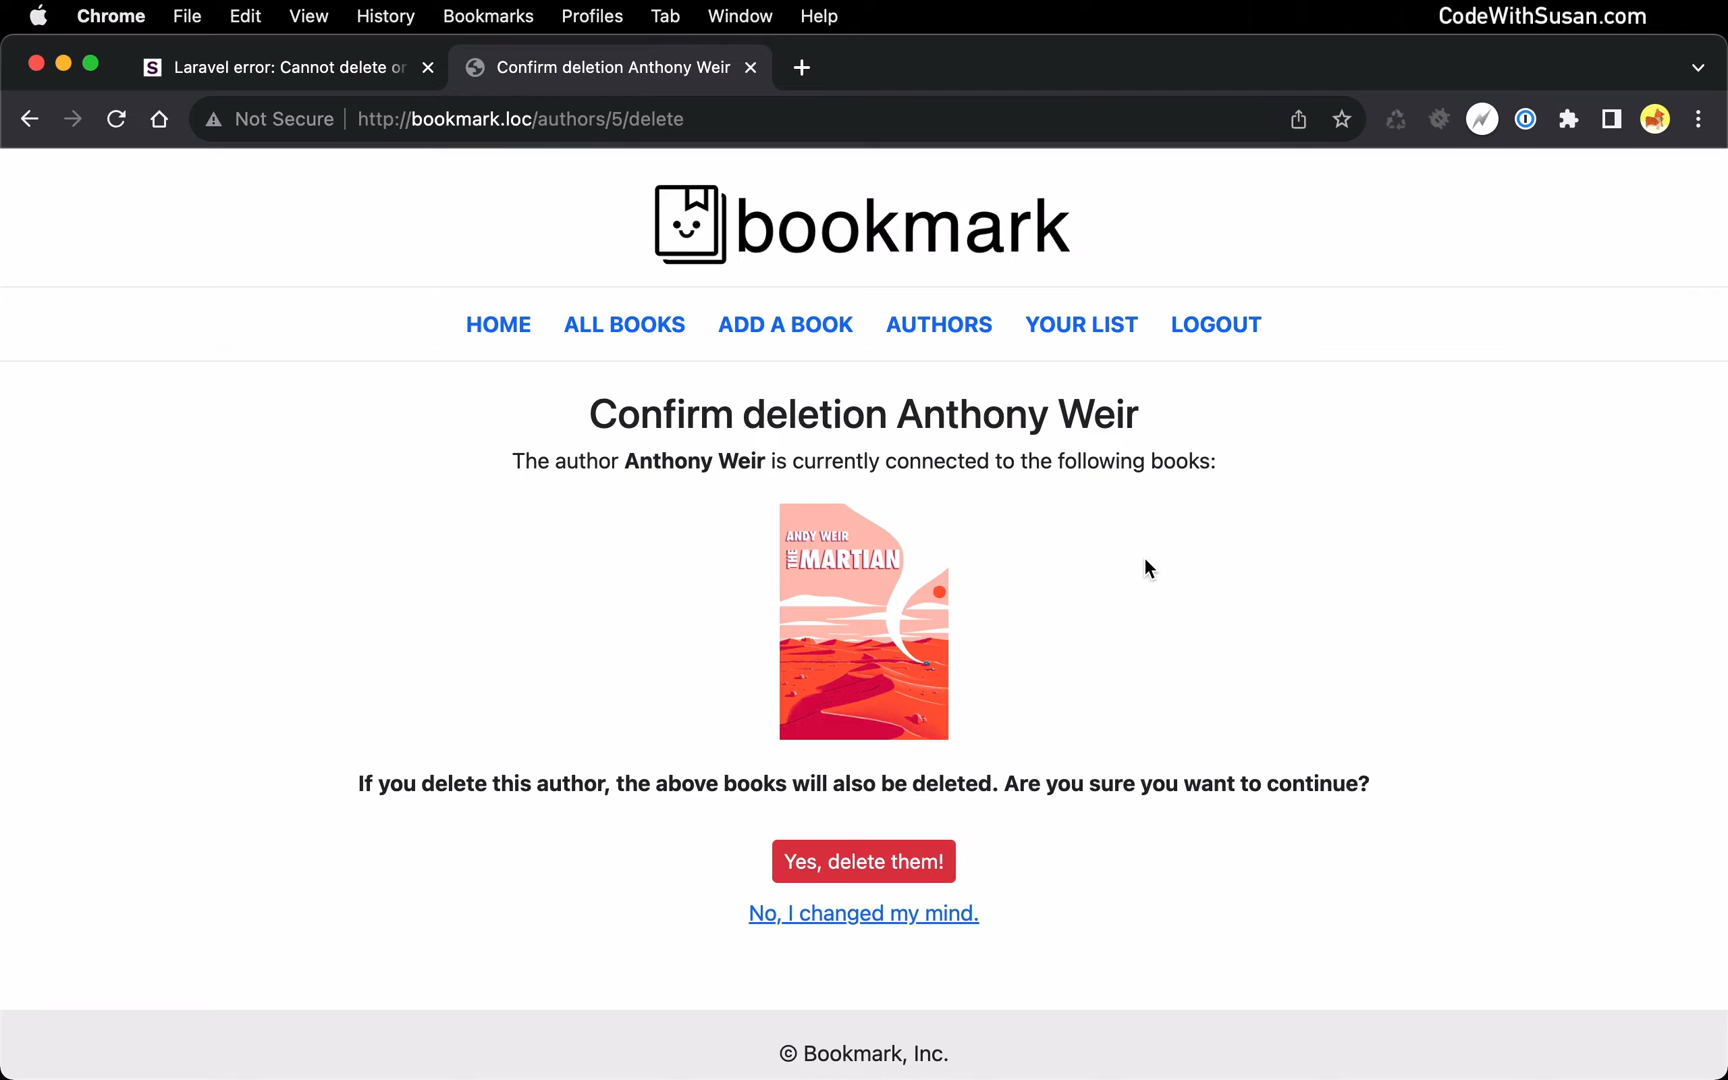 Chrome File Edit View History Bookmarks Profiles Tab Window Help CodeWithSusan.com
S Laravel error: Cannot delete or Confirm deletion Anthony Weir
Not Secure http://bookmark.loc/authors/5/delete
bookmark
HOME ALL BOOKS ADD A BOOK AUTHORS YOUR LIST LOGOUT
Confirm deletion Anthony Weir
The author Anthony Weir is currently connected to the following books:
ANDY WEIR
THE MARTIAN
If you delete this author, the above books will also be deleted. Are you sure you want to continue?
Yes, delete them!
No, I changed my mind.
© Bookmark, Inc.